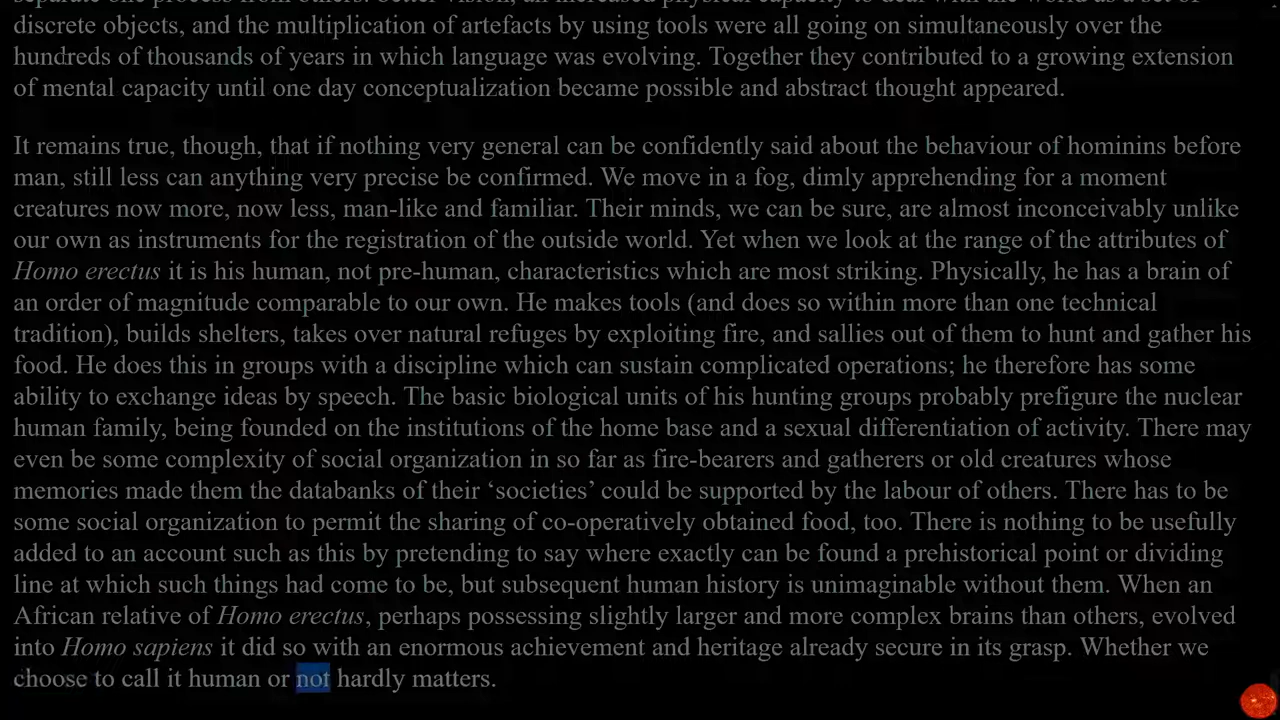 separate one process from others: better vision, an increased physical capacity to deal with the world as a set of
discrete objects, and the multiplication of artefacts by using tools were all going on simultaneously over the
hundreds of thousands of years in which language was evolving. Together they contributed to a growing extension
of mental capacity until one day conceptualization became possible and abstract thought appeared.
It remains true, though, that if nothing very general can be confidently said about the behaviour of hominins before
man, still less can anything very precise be confirmed. We move in a fog, dimly apprehending for a moment
creatures now more, now less, man-like and familiar. Their minds, we can be sure, are almost inconceivably unlike
our own as instruments for the registration of the outside world. Yet when we look at the range of the attributes of
Homo erectus it is his human, not pre-human, characteristics which are most striking. Physically, he has a brain of
an order of magnitude comparable to our own. He makes tools (and does so within more than one technical
tradition), builds shelters, takes over natural refuges by exploiting fire, and sallies out of them to hunt and gather his
food. He does this in groups with a discipline which can sustain complicated operations; he therefore has some
ability to exchange ideas by speech. The basic biological units of his hunting groups probably prefigure the nuclear
human family, being founded on the institutions of the home base and a sexual differentiation of activity. There may
even be some complexity of social organization in so far as fire-bearers and gatherers or old creatures whose
memories made them the databanks of their ‘societies’ could be supported by the labour of others. There has to be
some social organization to permit the sharing of co-operatively obtained food, too. There is nothing to be usefully
added to an account such as this by pretending to say where exactly can be found a prehistorical point or dividing
line at which such things had come to be, but subsequent human history is unimaginable without them. When an
African relative of Homo erectus, perhaps possessing slightly larger and more complex brains than others, evolved
into Homo sapiens it did so with an enormous achievement and heritage already secure in its grasp. Whether we
choose to call it human or not hardly matters.